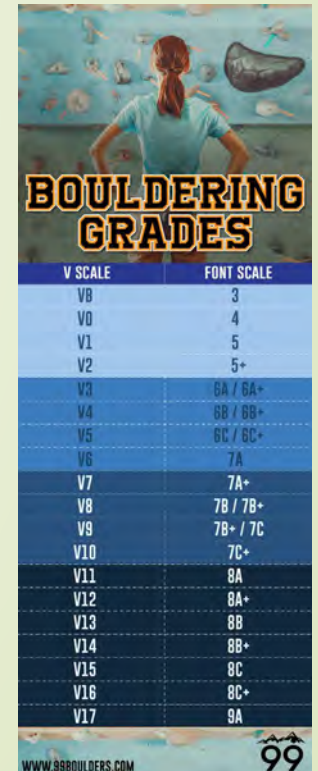 BOULDERING
GRADES
V SCALE FONT SCALE
VB 3
V0 4
V1 5
V2 5+
V3 6A / 6A+
V4 6B / 6B+
V5 6C / 6C+
V6 7A
V7 7A+
V8 7B / 7B+
V9 7B+ / 7C
V10 7C+
V11 8A
V12 8A+
V13 8B
V14 8B+
V15 8C
V16 8C+
V17 9A
WWW.99BOULDERS.COM 99